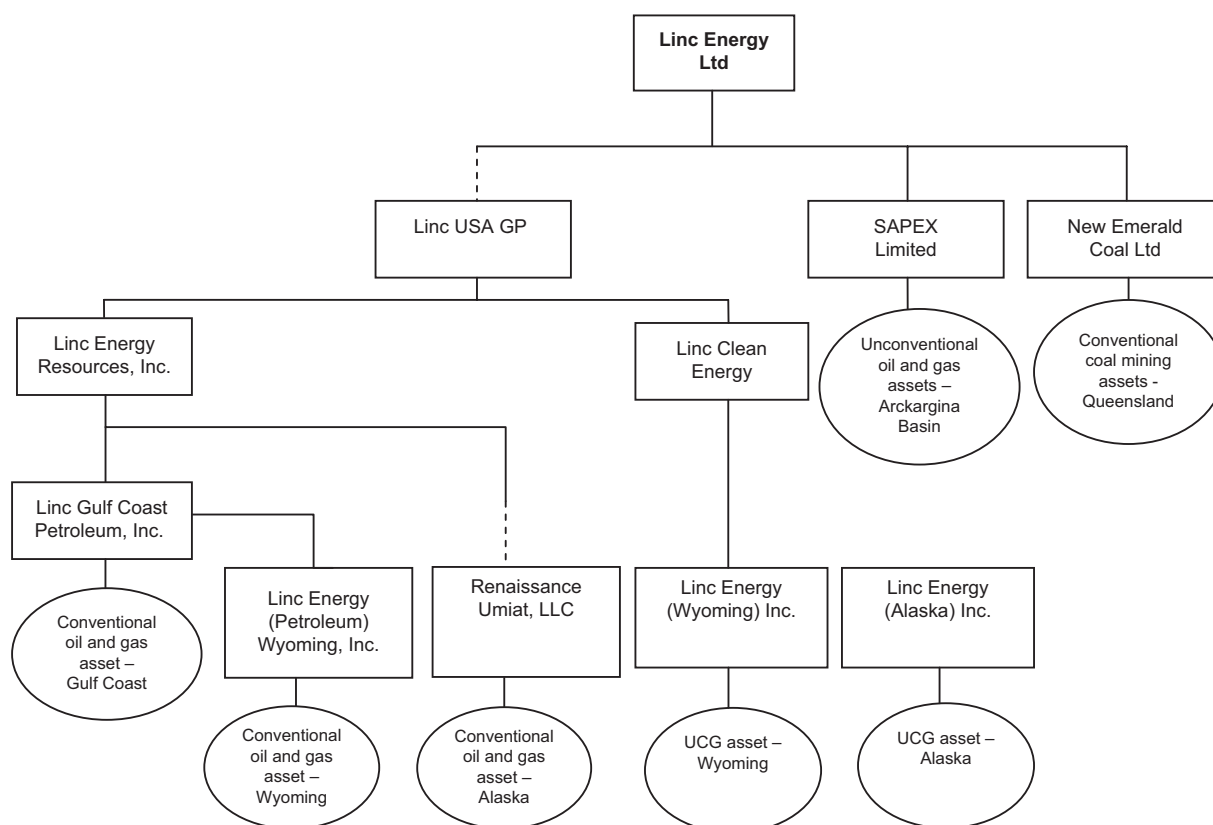 Linc Energy
Ltd
Linc USA GP
SAPEX
Limited
New Emerald
Coal Ltd
Linc Energy
Resources, Inc.
Linc Clean
Energy
Unconventional
oil and gas
assets –
Arckargina
Basin
Conventional
coal mining
assets -
Queensland
Linc Gulf Coast
Petroleum, Inc.
Conventional
oil and gas
asset –
Gulf Coast
Linc Energy
(Petroleum)
Wyoming, Inc.
Renaissance
Umiat, LLC
Linc Energy
(Wyoming) Inc.
Linc Energy
(Alaska) Inc.
Conventional
oil and gas
asset –
Wyoming
Conventional
oil and gas
asset –
Alaska
UCG asset –
Wyoming
UCG asset –
Alaska